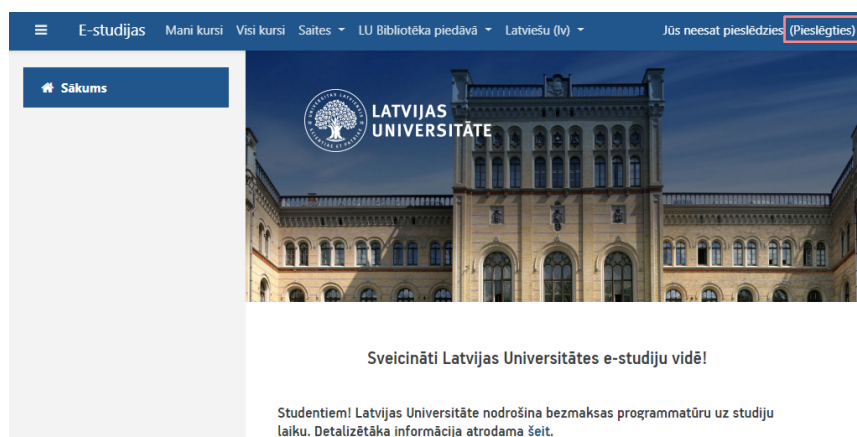 E-studijas Mani kursi Visi kursi Saites LU Bibliotēka piedāvā Latviešu (lv) Jūs neesat pieslēdzies (Pieslēgties)
Sākums
LATVIJAS
UNIVERSITĀTE
Sveicināti Latvijas Universitātes e-studiju vidē!
Studentiem! Latvijas Universitāte nodrošina bezmaksas programmatūru uz studiju
laiku. Detalizētāka informācija atrodama šeit.